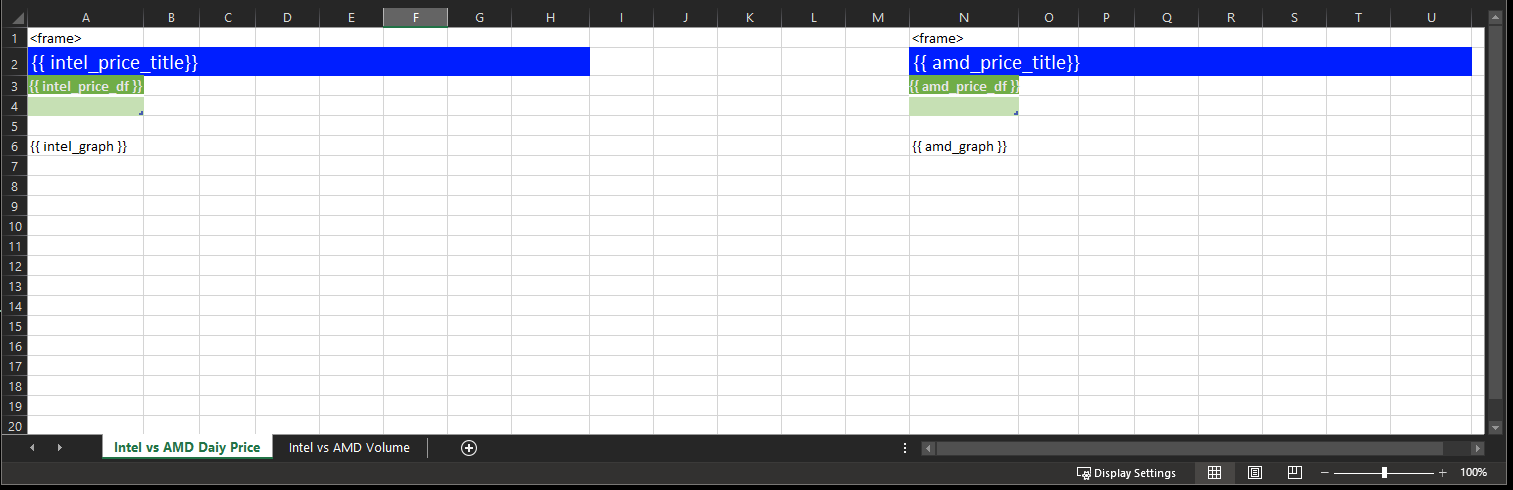 A B C D E F G H I J K L M N O P Q R S T U
1 <frame> <frame>
2 {{ intel_price_title}} {{ amd_price_title}}
3 {{ intel_price_df }} {{ amd_price_df }}
4
5
6 {{ intel_graph }} {{ amd_graph }}
7
8
9
10
11
12
13
14
15
16
17
18
19
20
Intel vs AMD Daiy Price Intel vs AMD Volume
Display Settings 100%